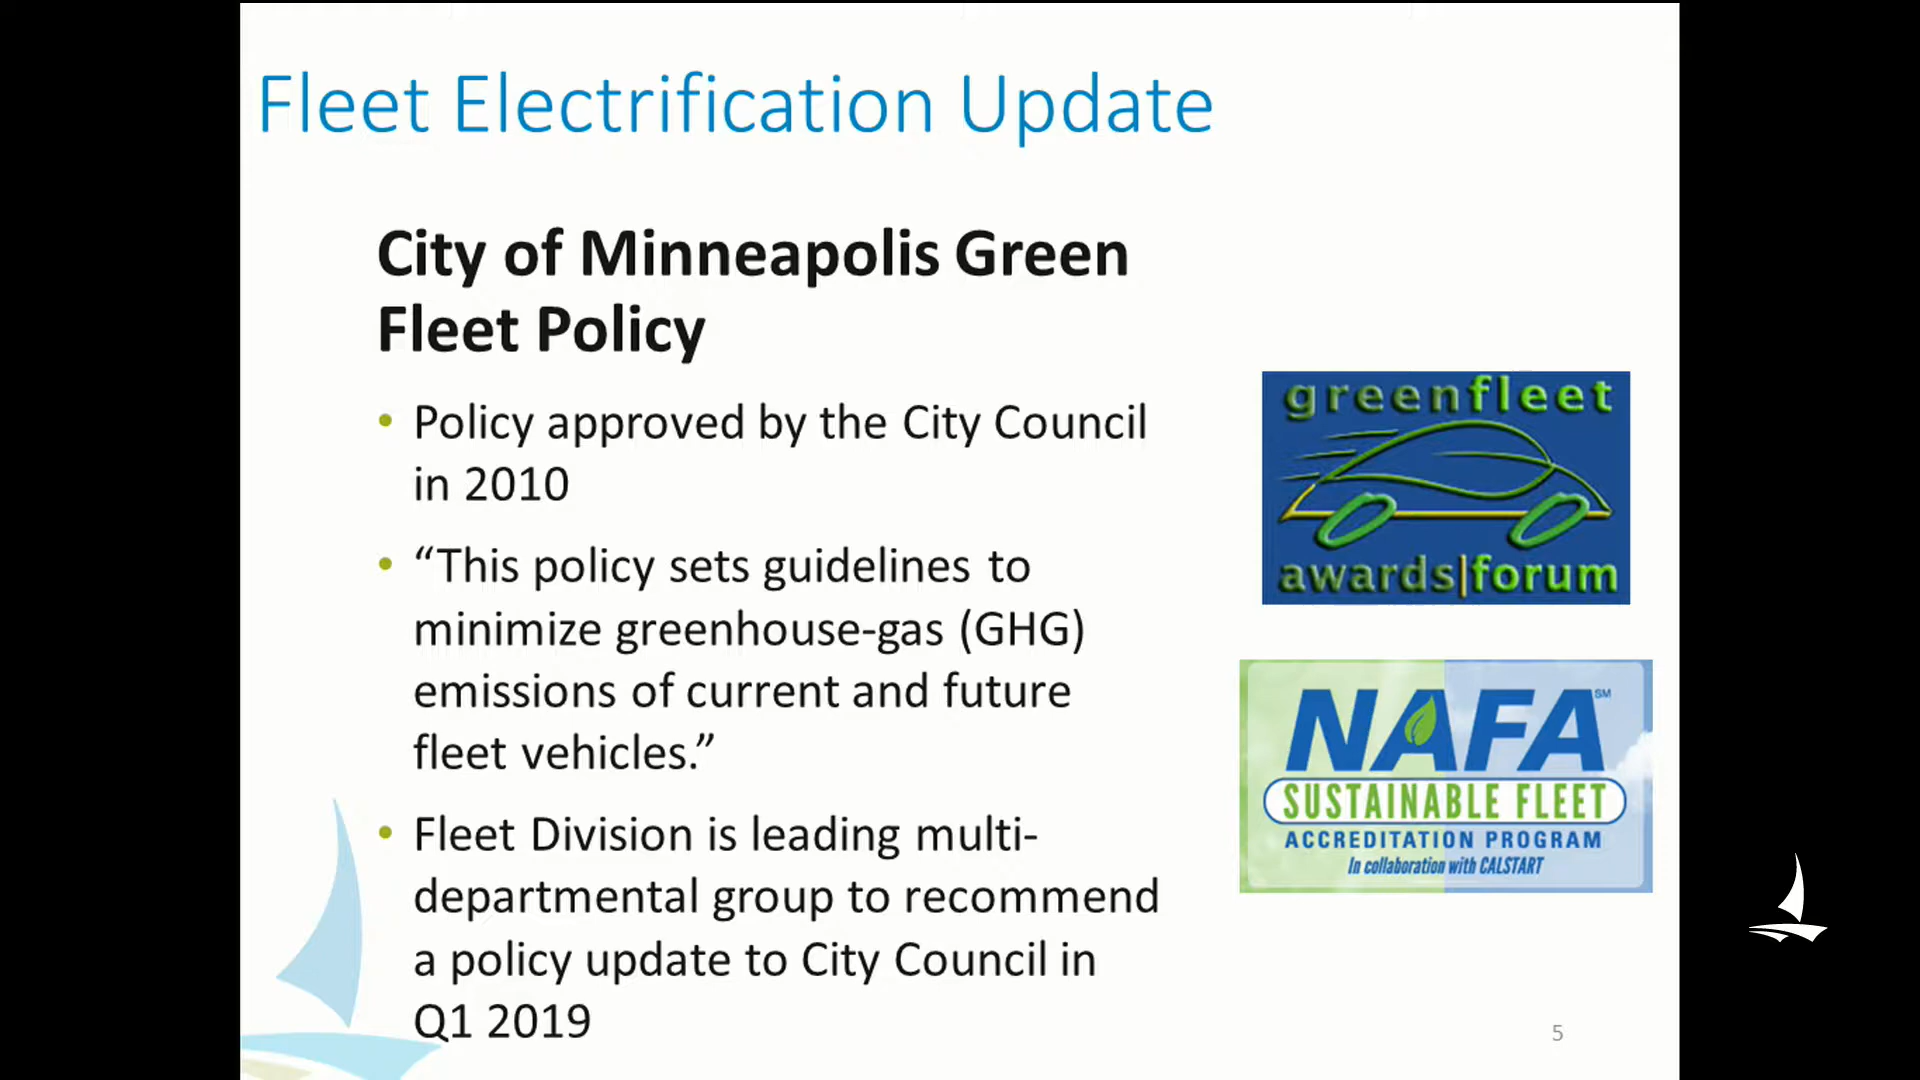 Fleet Electrification Update
City of Minneapolis Green
Fleet Policy
• Policy approved by the City Council
in 2010
• “This policy sets guidelines to
minimize greenhouse-gas (GHG)
emissions of current and future
fleet vehicles.”
• Fleet Division is leading multi-
departmental group to recommend
a policy update to City Council in
Q1 2019
greenfleet
awards|forum
NAFA SM
SUSTAINABLE FLEET
ACCREDITATION PROGRAM
In collaboration with CALSTART
5